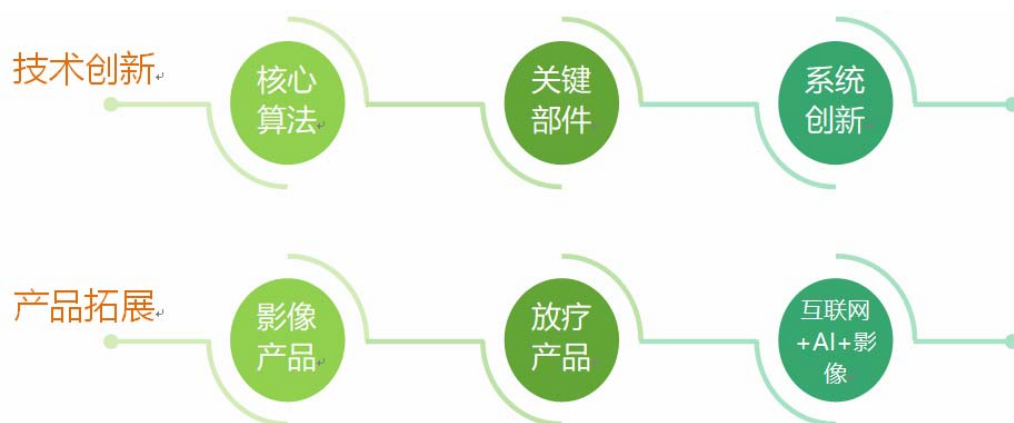 技术创新
核心
算法
关键
部件
系统
创新
产品拓展
影像
产品
放疗
产品
互联网
+AI+影
像